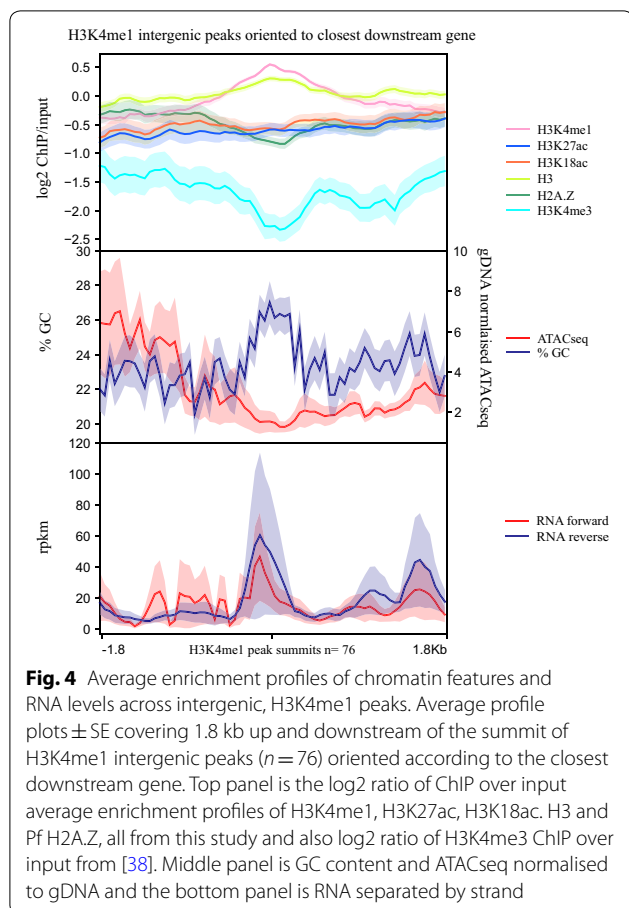 H3K4me1 intergenic peaks oriented to closest downstream gene
log2 ChIP/input
0.5
0.0
-0.5
-1.0
-1.5
-2.0
-2.5
H3K4me1
H3K27ac
H3K18ac
H3
H2A.Z
H3K4me3
% GC
30
28
26
24
22
20
10
8
6
4
2
gDNA normlaised ATACseq
ATACseq
% GC
rpkm
120
100
80
60
40
20
0
RNA forward
RNA reverse
-1.8 H3K4me1 peak summits n= 76 1.8Kb
Fig. 4 Average enrichment profiles of chromatin features and
RNA levels across intergenic, H3K4me1 peaks. Average profile
plots ± SE covering 1.8 kb up and downstream of the summit of
H3K4me1 intergenic peaks (n = 76) oriented according to the closest
downstream gene. Top panel is the log2 ratio of ChIP over input
average enrichment profiles of H3K4me1, H3K27ac, H3K18ac. H3 and
Pf H2A.Z, all from this study and also log2 ratio of H3K4me3 ChIP over
input from [38]. Middle panel is GC content and ATACseq normalised
to gDNA and the bottom panel is RNA separated by strand